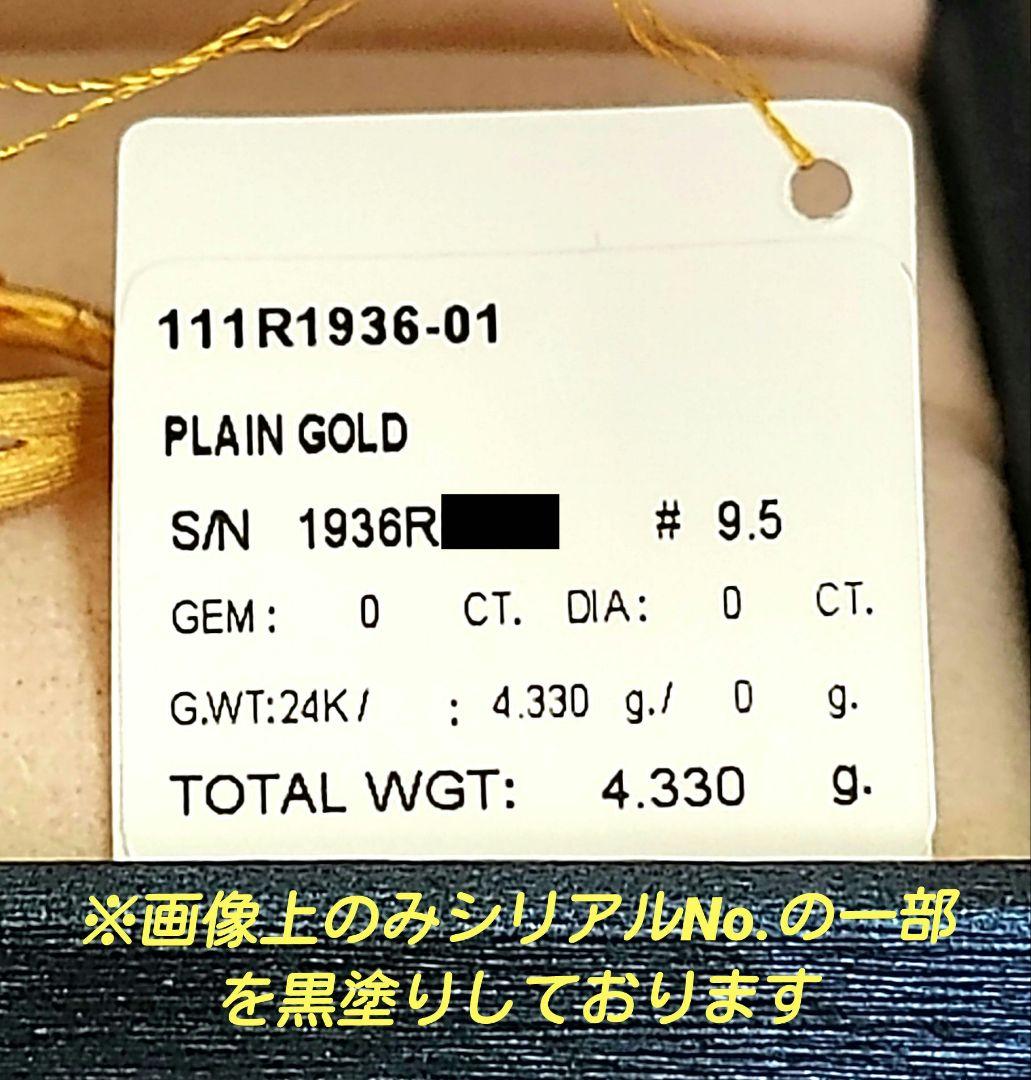 111R1936-01
PLAIN GOLD
S/N 1936R # 9.5
GEM: 0 CT. DIA: 0 CT.
G.WT:24K/ : 4.330 g./ 0 g.
TOTAL WGT: 4.330 g.
※画像上のみシリアルNo.の一部
を黒塗りしております